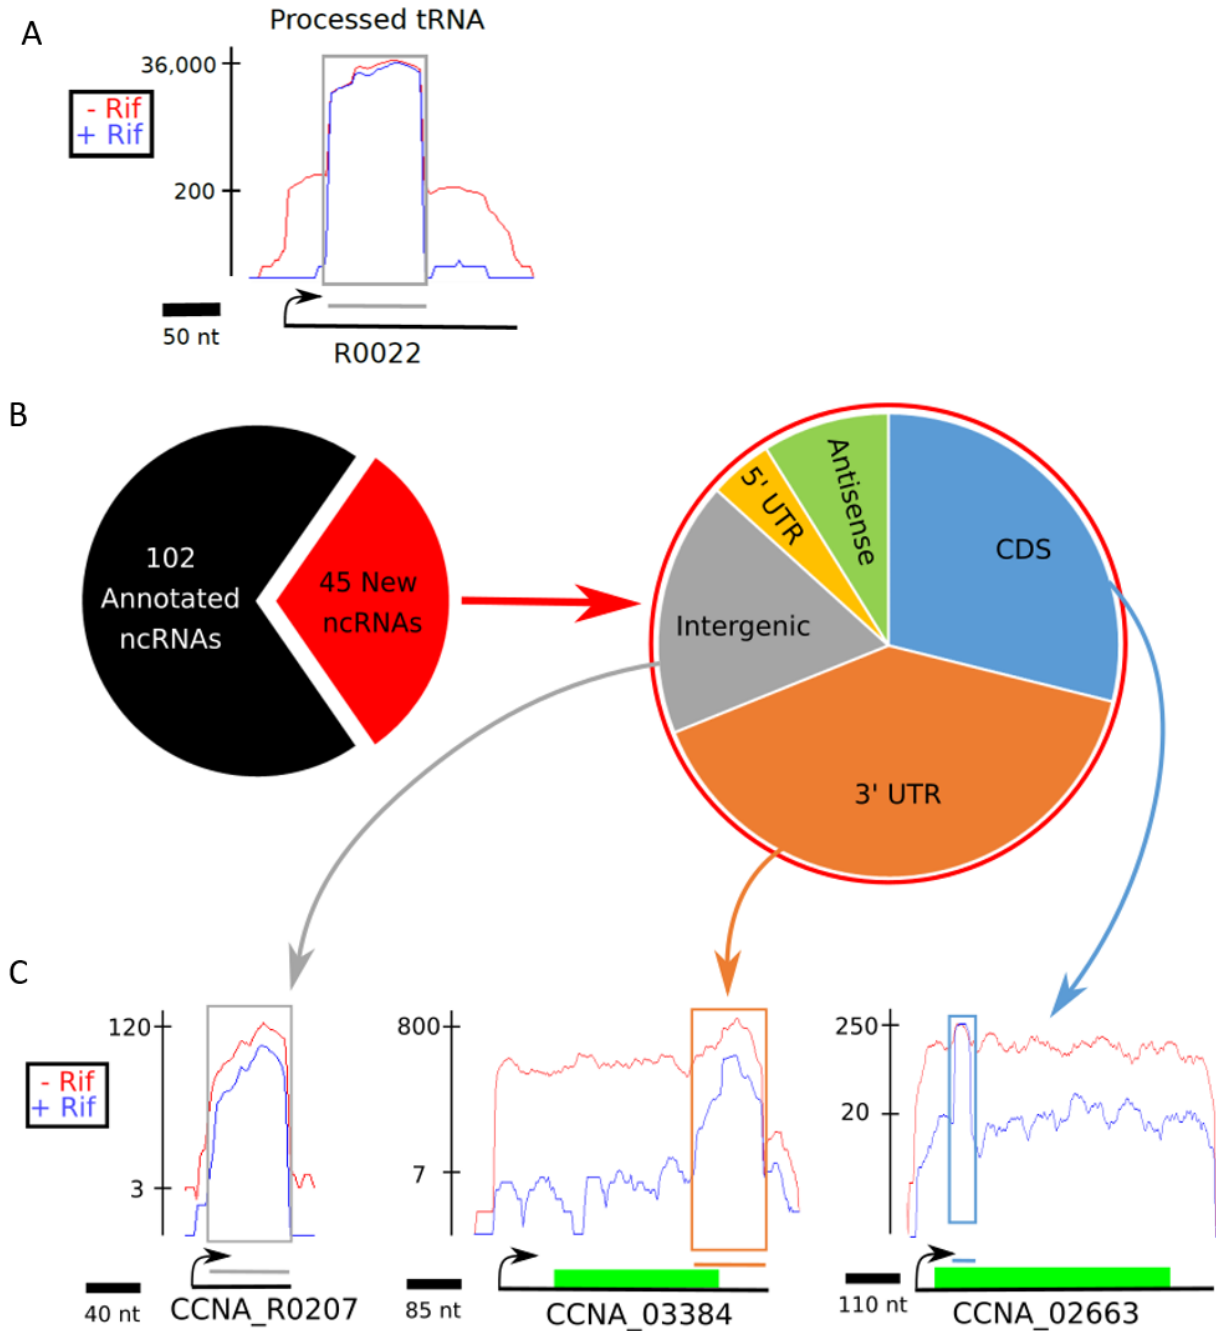 A
Processed tRNA
36,000
- Rif
+ Rif
200
50 nt
R0022
B
102
Annotated
ncRNAs
45 New
ncRNAs
5' UTR
Antisense
CDS
Intergenic
3' UTR
C
120
3
- Rif
+ Rif
40 nt
CCNA_R0207
800
7
85 nt
CCNA_03384
250
20
110 nt
CCNA_02663